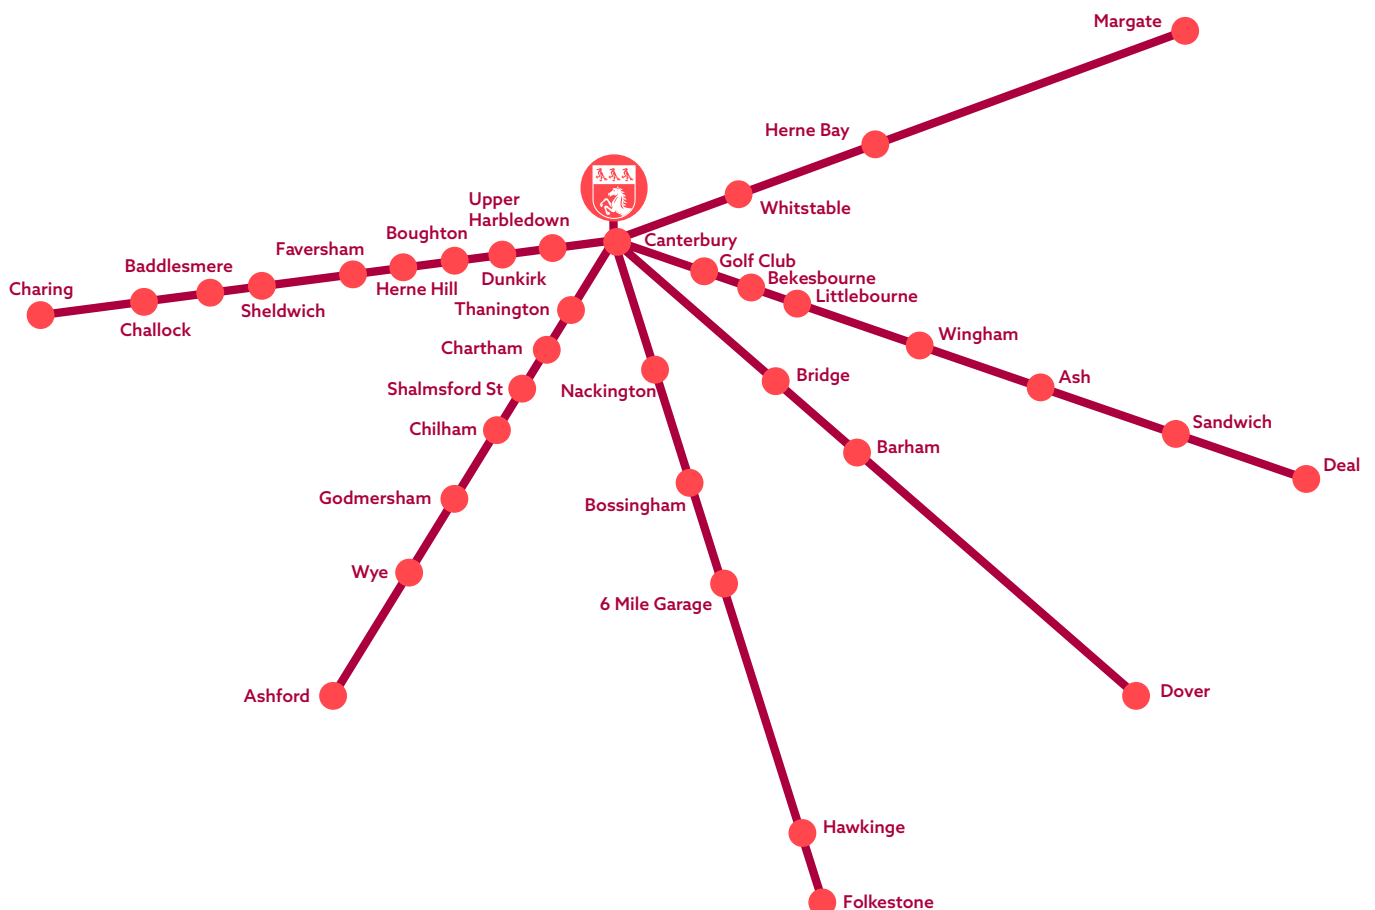 Margate
Herne Bay
Whitstable
Upper
Harbledown
Boughton
Canterbury
Faversham
Golf Club
Baddlesmere
Dunkirk
Bekesbourne
Charing
Herne Hill
Littlebourne
Sheldwich
Thanington
Challock
Wingham
Chartham
Bridge
Ash
Shalmsford St
Nackington
Sandwich
Chilham
Barham
Deal
Godmersham
Bossingham
Wye
6 Mile Garage
Ashford
Dover
Hawkinge
Folkestone